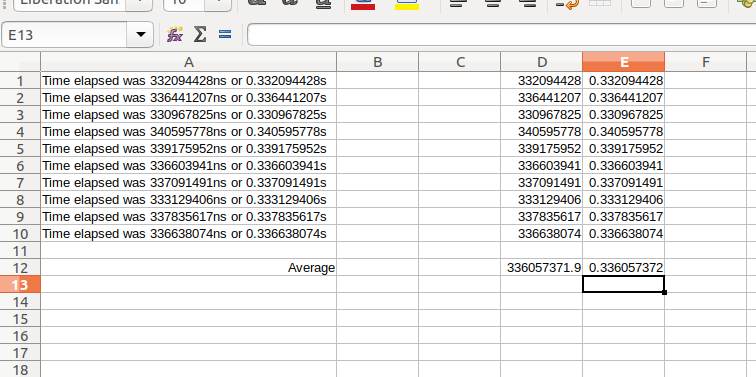 Liberation San 10
E13
A B C D E F
1 Time elapsed was 332094428ns or 0.332094428s 332094428 0.332094428
2 Time elapsed was 336441207ns or 0.336441207s 336441207 0.336441207
3 Time elapsed was 330967825ns or 0.330967825s 330967825 0.330967825
4 Time elapsed was 340595778ns or 0.340595778s 340595778 0.340595778
5 Time elapsed was 339175952ns or 0.339175952s 339175952 0.339175952
6 Time elapsed was 336603941ns or 0.336603941s 336603941 0.336603941
7 Time elapsed was 337091491ns or 0.337091491s 337091491 0.337091491
8 Time elapsed was 333129406ns or 0.333129406s 333129406 0.333129406
9 Time elapsed was 337835617ns or 0.337835617s 337835617 0.337835617
10 Time elapsed was 336638074ns or 0.336638074s 336638074 0.336638074
11
12 Average 336057371.9 0.336057372
13
14
15
16
17
18